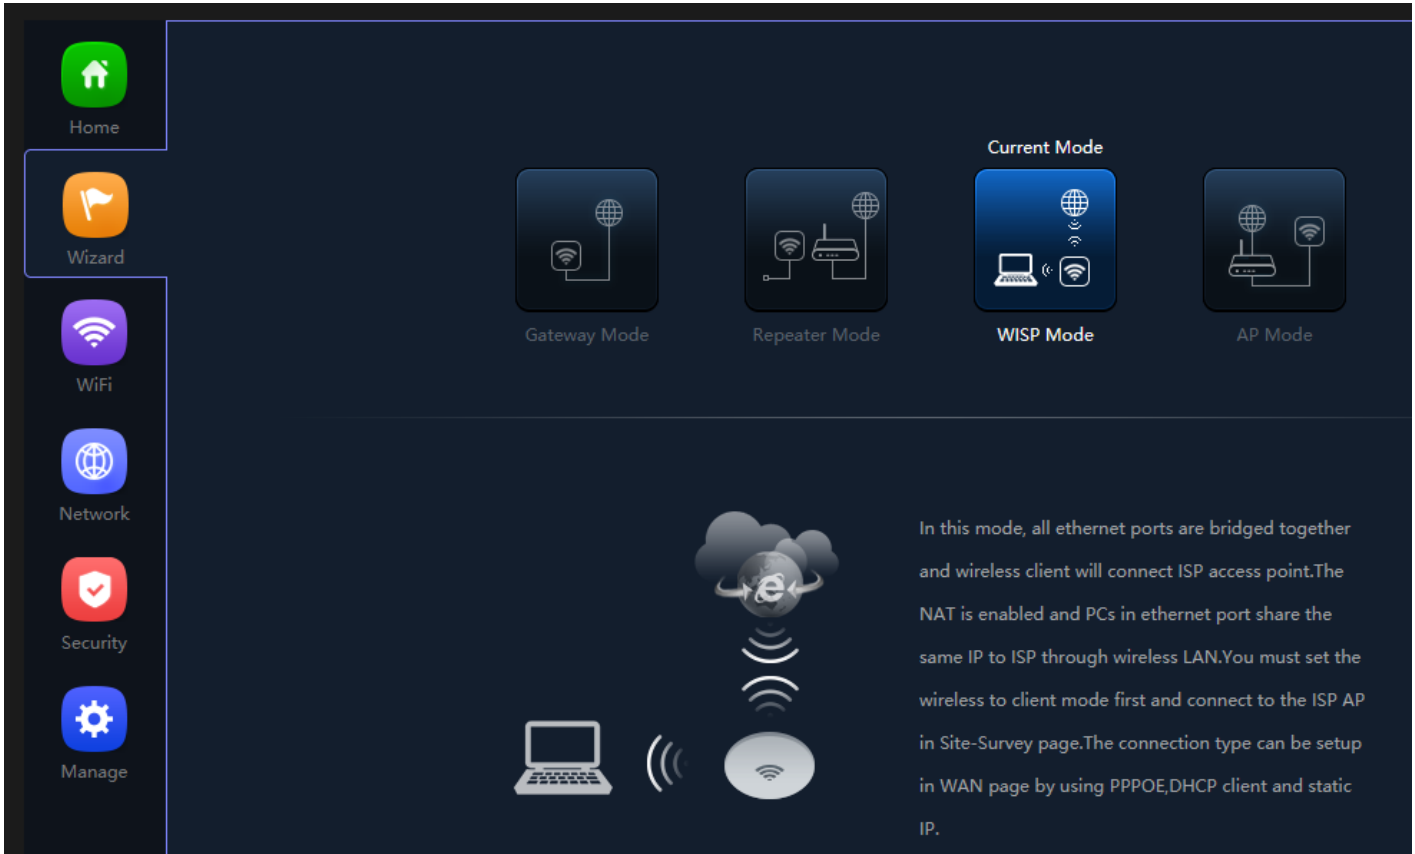 Home
Wizard
WiFi
Network
Security
Manage
Current Mode
Gateway Mode
Repeater Mode
WISP Mode
AP Mode
In this mode, all ethernet ports are bridged together
and wireless client will connect ISP access point.The
NAT is enabled and PCs in ethernet port share the
same IP to ISP through wireless LAN.You must set the
wireless to client mode first and connect to the ISP AP
in Site-Survey page.The connection type can be setup
in WAN page by using PPPOE,DHCP client and static
IP.